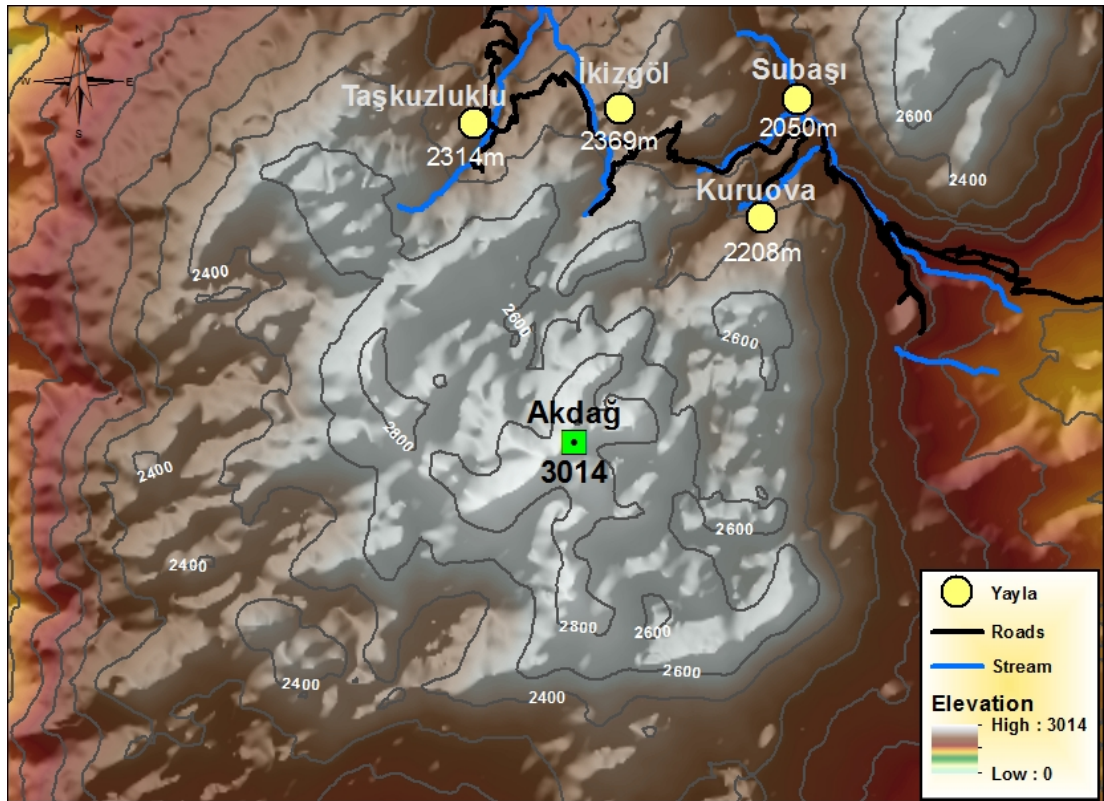 N
W E
S
Taşkuzluklu
2314m
İkizgöl
2369m
Subaşı
2050m
Kuruova
2208m
2600
2400
2400
2600
2600
2800
Akdağ
3014
2400
2600
2400
2800
2600
2600
2400
2400
Yayla
Roads
Stream
Elevation
High : 3014
Low : 0